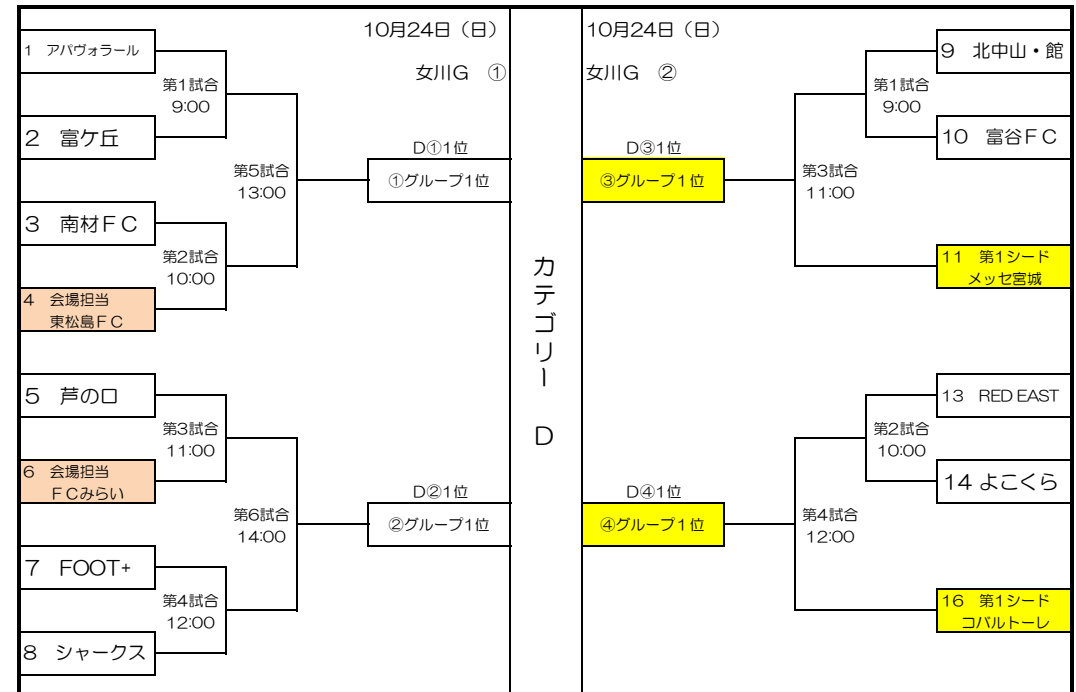 10月24日（日）
女川G　①
1　アパヴォラール
第1試合
9:00
2　富ケ丘
第5試合
13:00
D①1位
①グループ1位
3　南材ＦＣ
第2試合
10:00
4　会場担当
東松島ＦＣ
5　芦の口
第3試合
11:00
6　会場担当
ＦＣみらい
第6試合
14:00
D②1位
②グループ1位
7　FOOT+
第4試合
12:00
8　シャークス
カテゴリー　D
10月24日（日）
女川G　②
9　北中山・館
第1試合
9:00
10　富谷ＦＣ
D③1位
③グループ1位
第3試合
11:00
11　第1シード
メッセ宮城
13　RED EAST
第2試合
10:00
14 よこくら
D④1位
④グループ1位
第4試合
12:00
16　第1シード
コバルトーレ